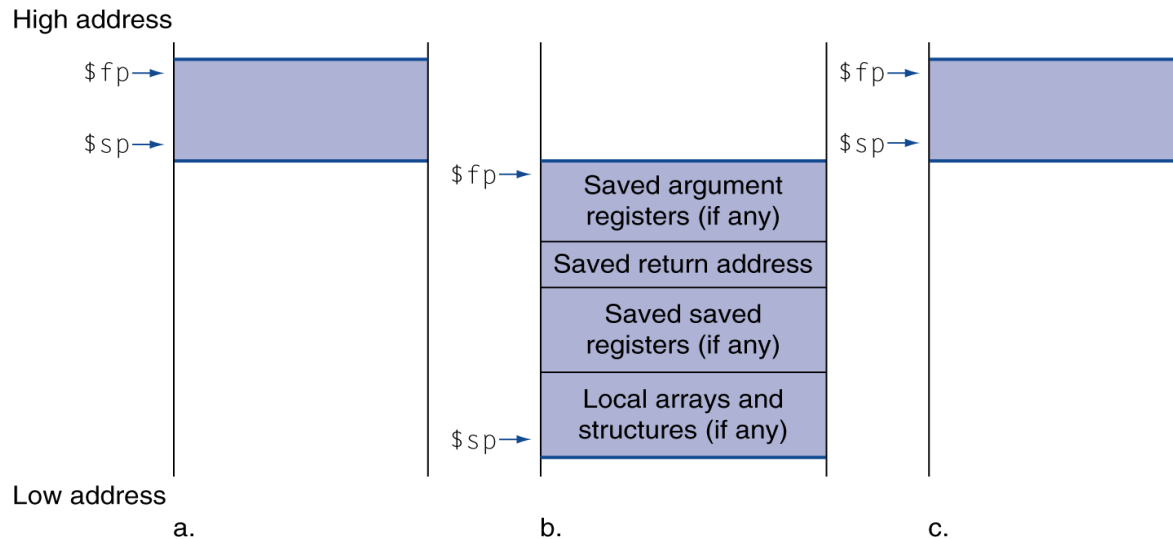 High address
$fp
$sp
$fp
Saved argument
registers (if any)
Saved return address
Saved saved
registers (if any)
Local arrays and
structures (if any)
$sp
$fp
$sp
Low address
a.
b.
c.